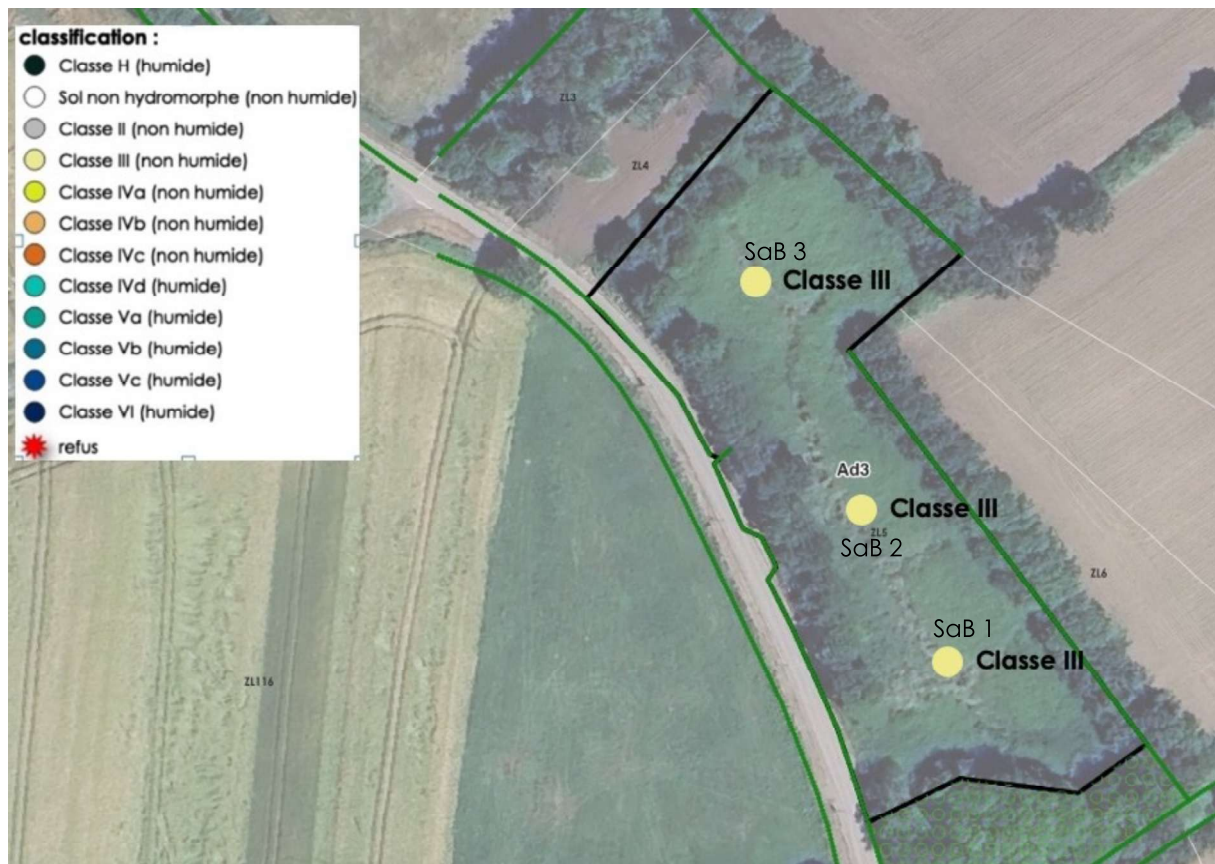 classification :
Classe H (humide)
Sol non hydromorphe (non humide)
Classe II (non humide)
Classe III (non humide)
Classe IVa (non humide)
Classe IVb (non humide)
Classe IVc (non humide)
Classe IVd (humide)
Classe Va (humide)
Classe Vb (humide)
Classe Vc (humide)
Classe VI (humide)
refus
ZL3
ZL4
SaB 3
Classe III
Ad3
Classe III
ZL5
SaB 2
ZL6
SaB 1
Classe III
ZL116